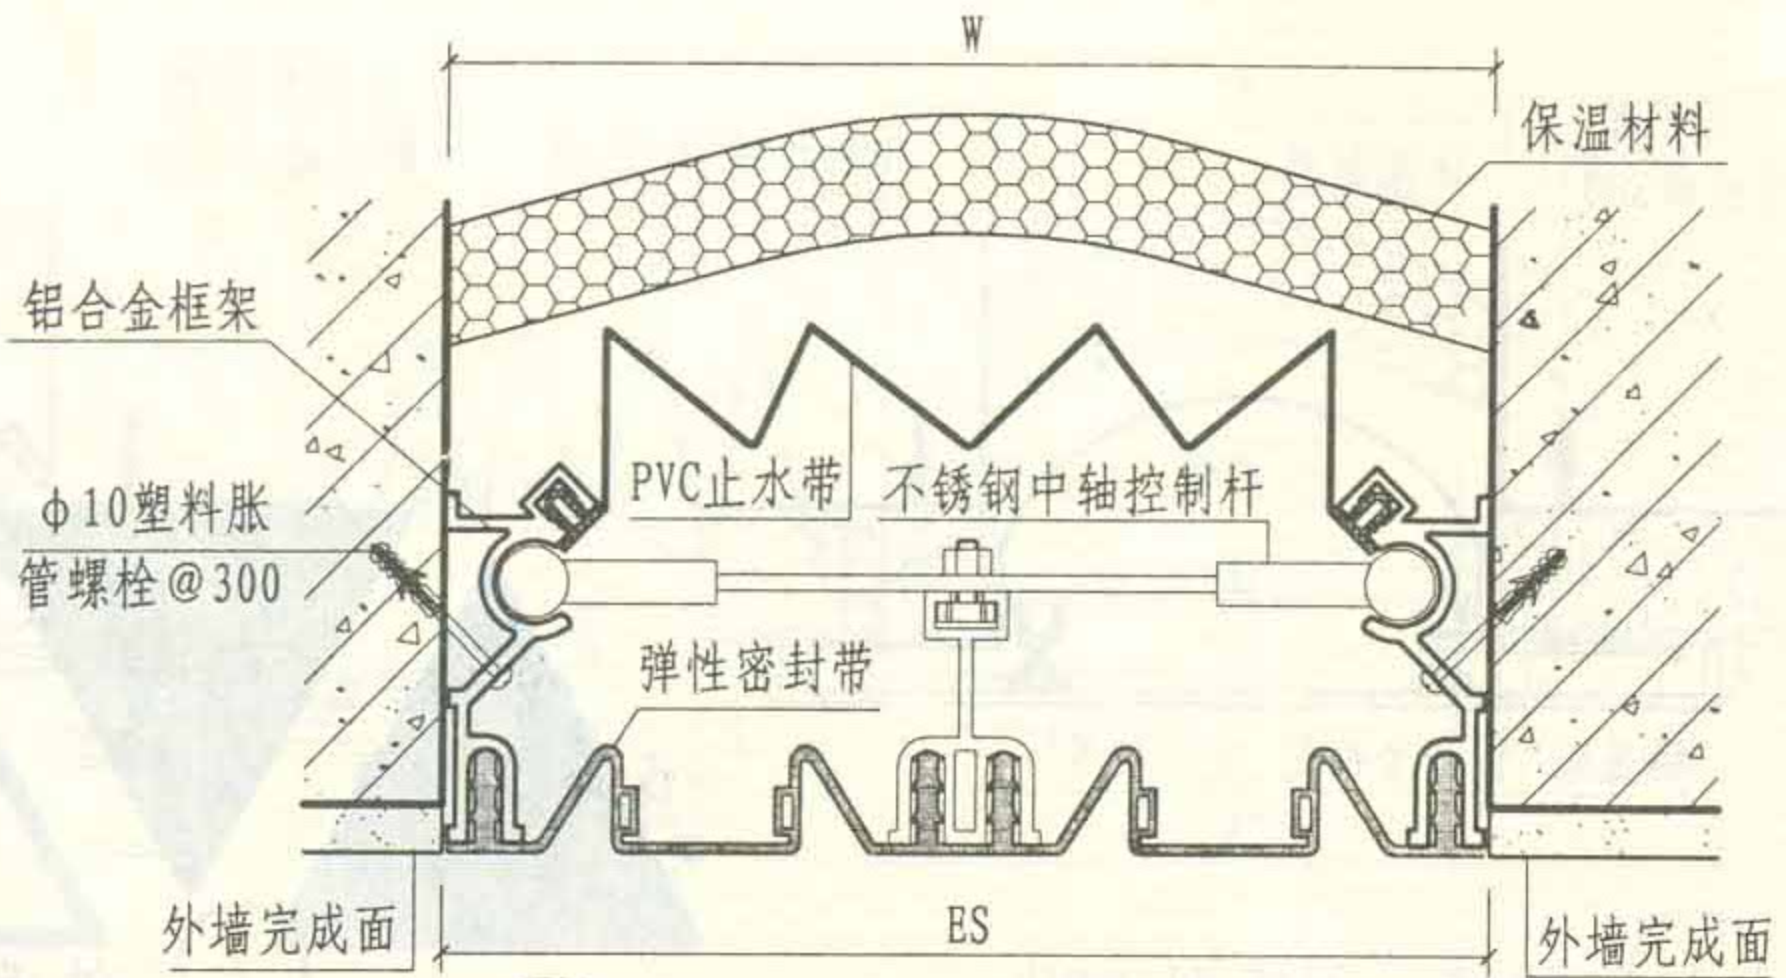 W
保温材料
铝合金框架
PVC止水带
不锈钢中轴控制杆
φ10塑料胀
管螺栓@300
弹性密封带
外墙完成面
ES
外墙完成面